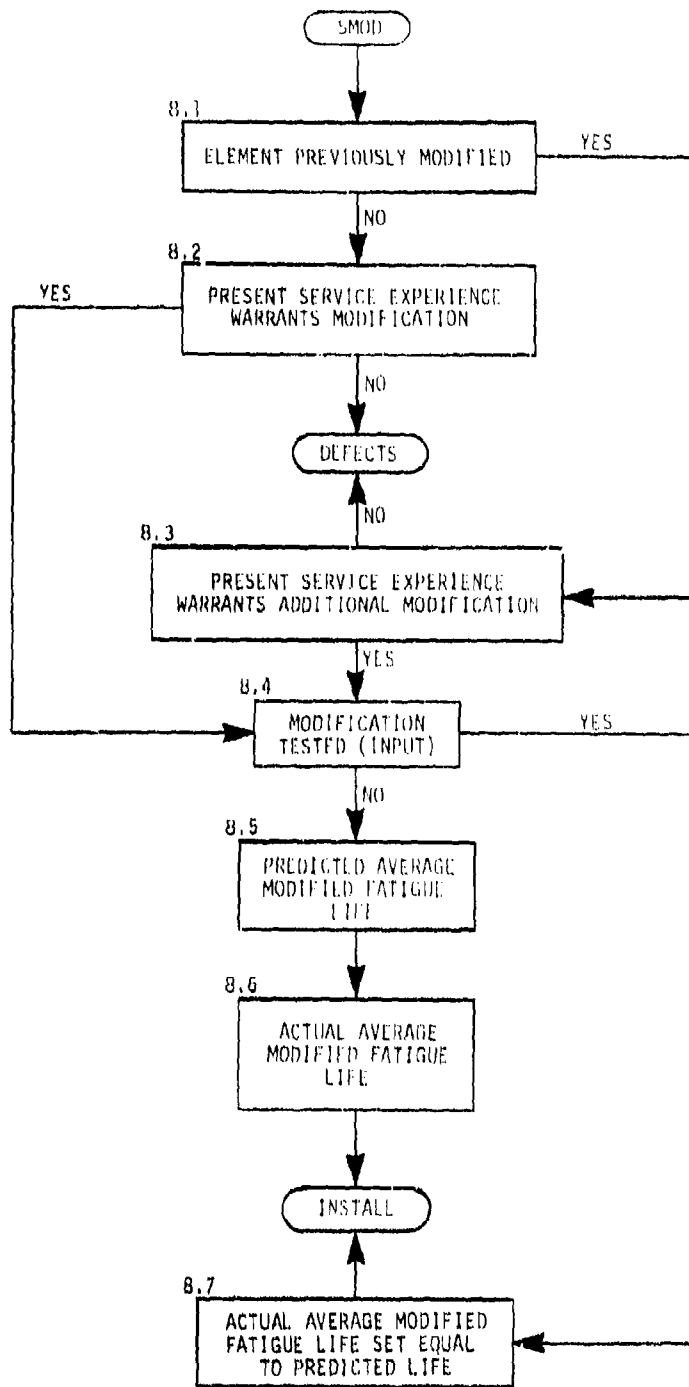 SMOD
8.1
ELEMENT PREVIOUSLY MODIFIED
YES
NO
8.2
YES
PRESENT SERVICE EXPERIENCE
WARRANTS MODIFICATION
NO
DEFECTS
NO
8.3
PRESENT SERVICE EXPERIENCE
WARRANTS ADDITIONAL MODIFICATION
YES
8.4
MODIFICATION
TESTED (INPUT)
YES
NO
8.5
PREDICTED AVERAGE
MODIFIED FATIGUE
LIFE
8.6
ACTUAL AVERAGE
MODIFIED FATIGUE
LIFE
INSTALL
8.7
ACTUAL AVERAGE MODIFIED
FATIGUE LIFE SET EQUAL
TO PREDICTED LIFE